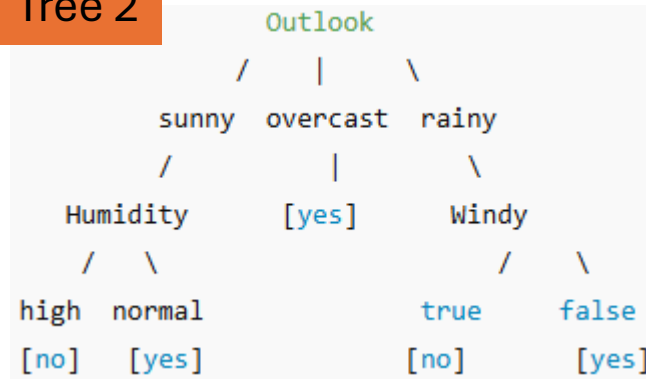 Tree 2
Outlook
/ | \
sunny overcast rainy
/ | \
Humidity [yes] Windy
/ \ / \
high normal true false
[no] [yes] [no] [yes]